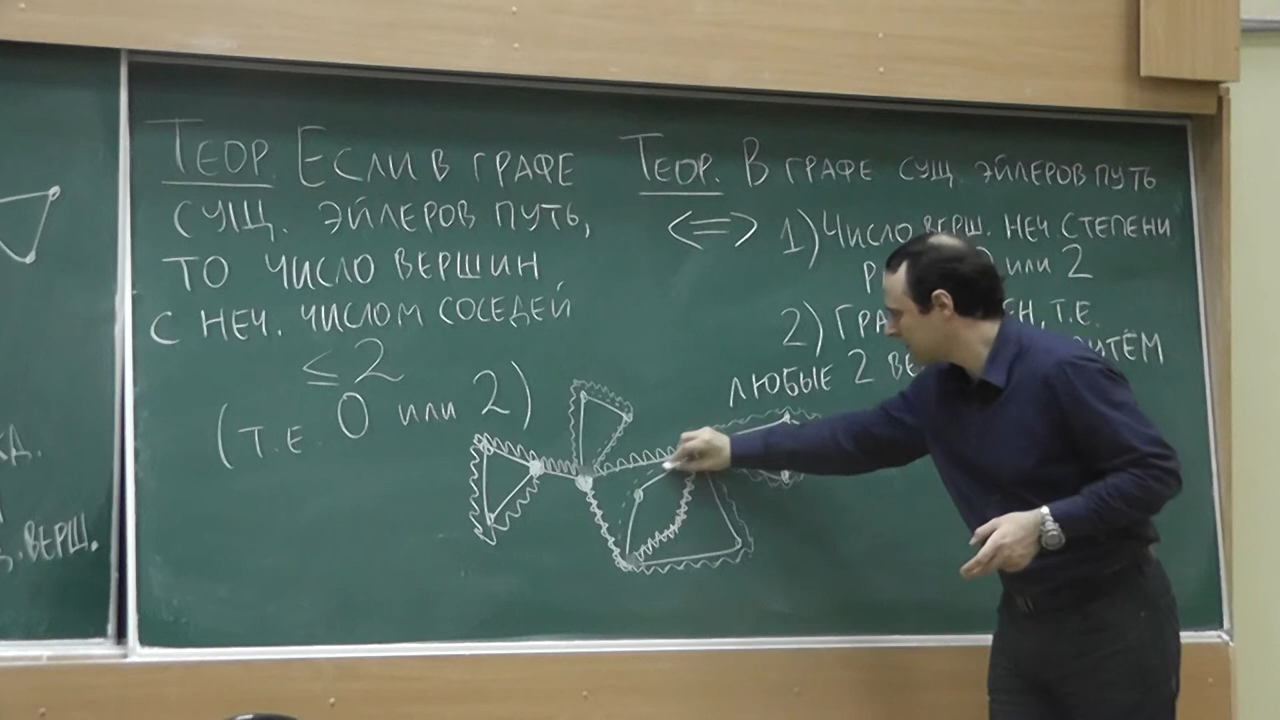 ТЕОР. ЕСЛИ В ГРАФЕ
СУЩ. ЭЙЛЕРОВ ПУТЬ,
ТО ЧИСЛО ВЕРШИН
С НЕЧ. ЧИСЛОМ СОСЕДЕЙ
≤ 2
(Т.Е. 0 ИЛИ 2)
ТЕОР. В ГРАФЕ СУЩ. ЭЙЛЕРОВ ПУТЬ
<=> 1) ЧИСЛО ВЕРШ. НЕЧ СТЕПЕНИ
ИЛИ 2
2) Т.Е.
ЛЮБЫЕ 2
ВЕРШ.